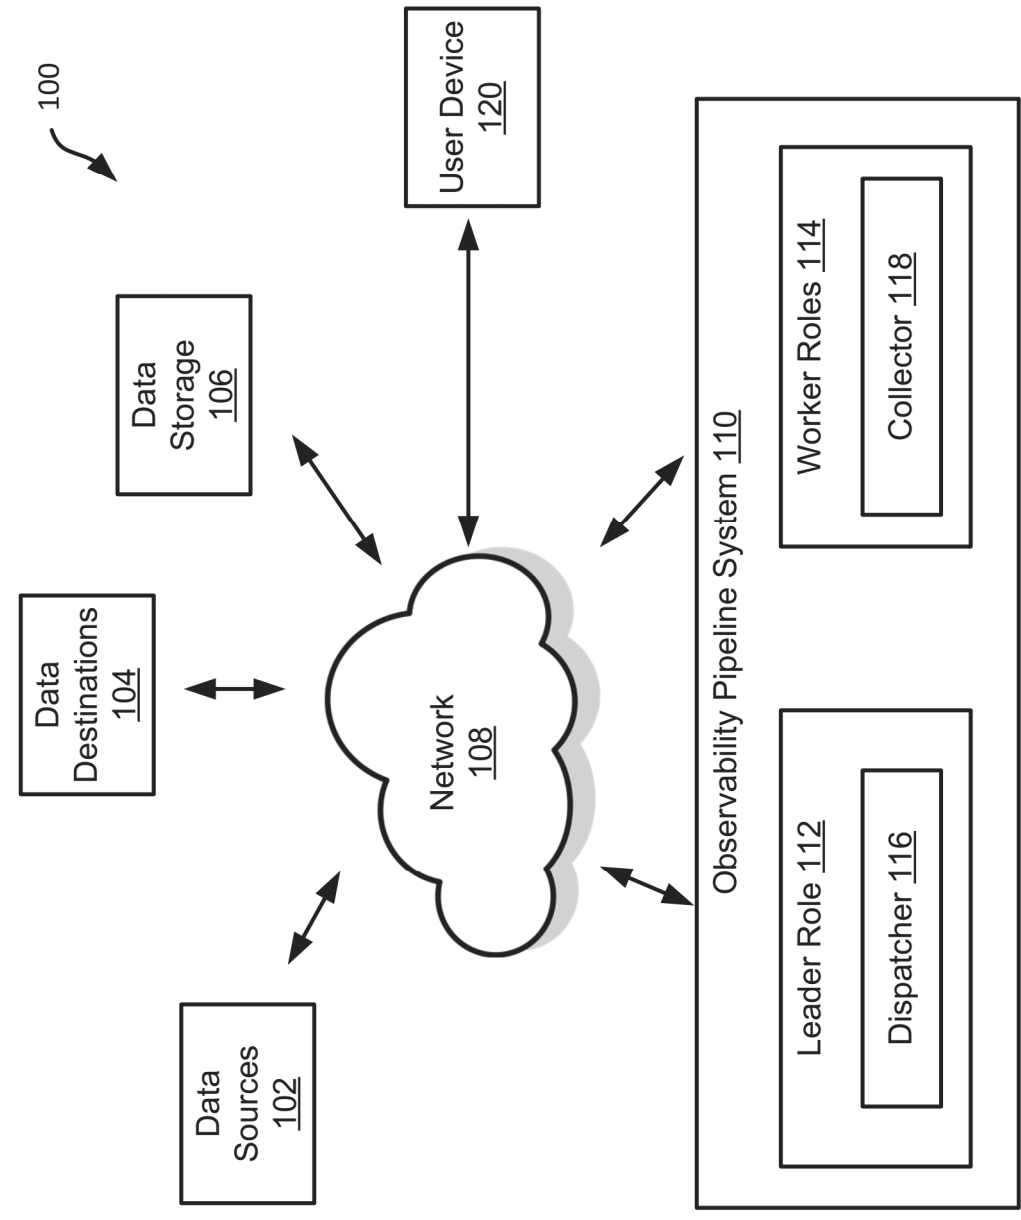 100
Data
Sources
102
Data
Destinations
104
Data
Storage
106
User Device
120
Network
108
Observability Pipeline System 110
Leader Role 112
Dispatcher 116
Worker Roles 114
Collector 118